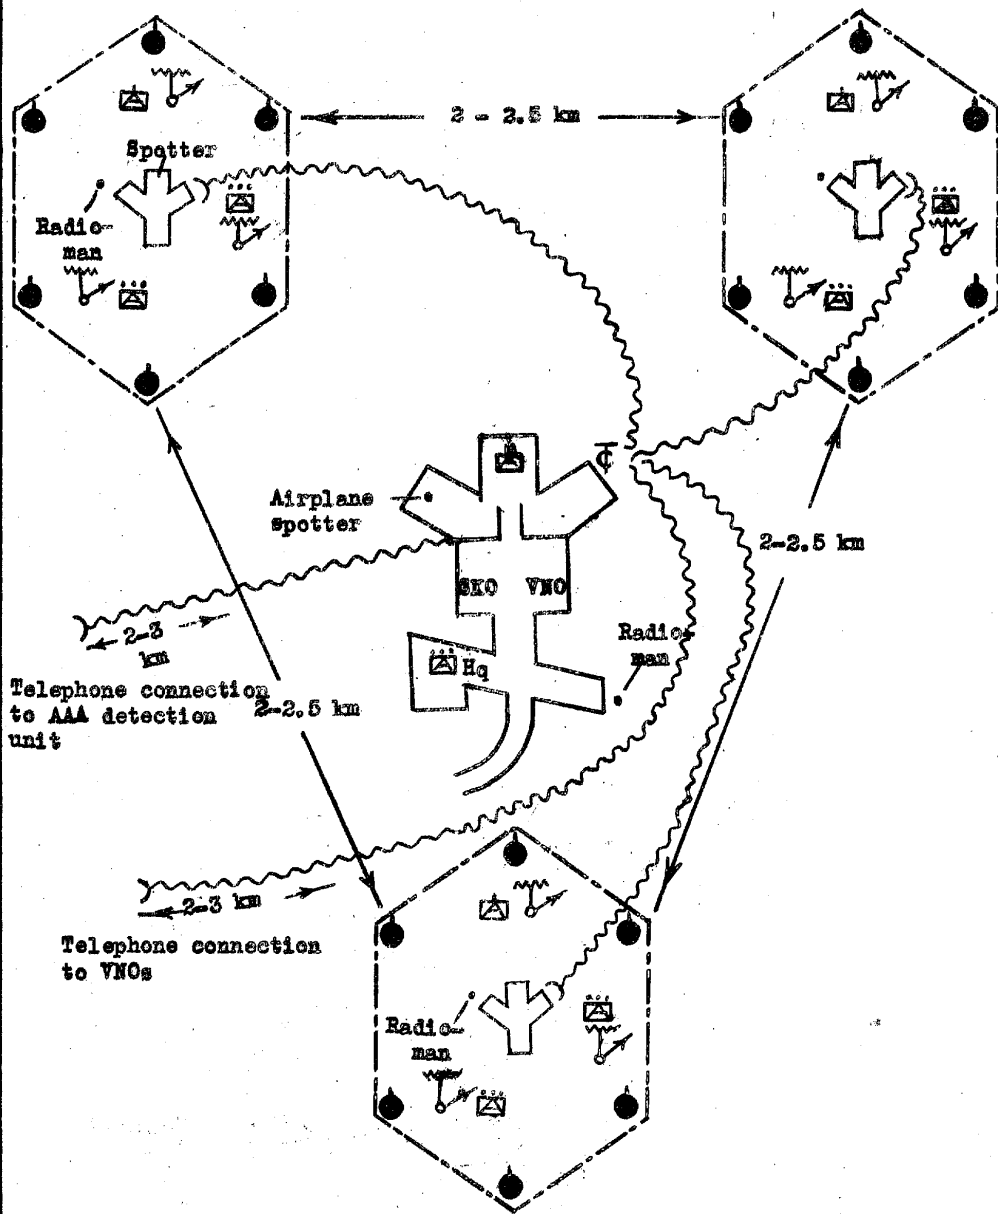 2 - 2.5 km
Spotter
Radio-
man
Airplane
spotter
2-2.5 km
SKO VNO
2-3
km
Radio-
man
Hq
Telephone connection
to AAA detection
unit
2-2.5 km
2-3 km
Telephone connection
to VNOs
Radio-
man